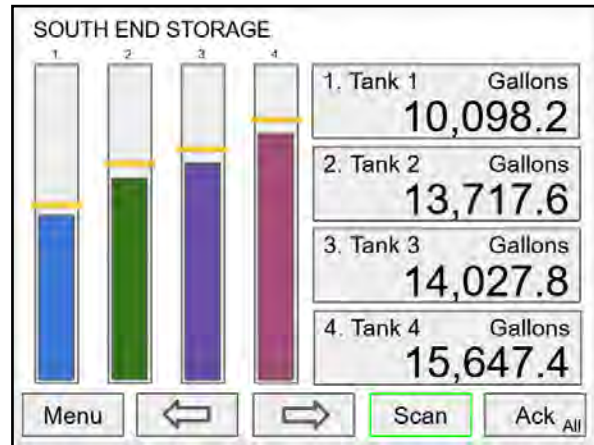 SOUTH END STORAGE
1 2 3 4
1. Tank 1 Gallons
10,098.2
2. Tank 2 Gallons
13,717.6
3. Tank 3 Gallons
14,027.8
4. Tank 4 Gallons
15,647.4
Menu Scan Ack All